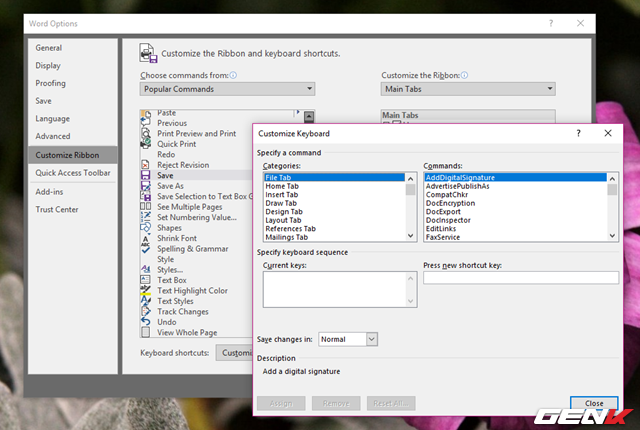 Word Options
General
Display
Proofing
Save
Language
Advanced
Customize Ribbon
Quick Access Toolbar
Add-ins
Trust Center
Customize the Ribbon and keyboard shortcuts.
Choose commands from:
Popular Commands
Customize the Ribbon:
Main Tabs
Paste
Previous
Print Preview and Print
Quick Print
Redo
Reject Revision
Save
Save As
Save Selection to Text Box G
See Multiple Pages
Set Numbering Value...
Shapes
Shrink Font
Spelling & Grammar
Style
Styles...
Text Box
Text Highlight Color
Text Styles
Track Changes
Undo
View Whole Page
Keyboard shortcuts:
Customi
Main Tabs
Customize Keyboard
Specify a command
Categories:
File Tab
Home Tab
Insert Tab
Draw Tab
Design Tab
Layout Tab
References Tab
Mailings Tab
Commands:
AddDigitalSignature
AdvertisePublishAs
CompatChkr
DocEncryption
DocExport
DocInspector
EditLinks
FaxService
Specify keyboard sequence
Current keys:
Press new shortcut key:
Save changes in:
Normal
Description
Add a digital signature
Assign
Remove
Reset All...
Close
GENK